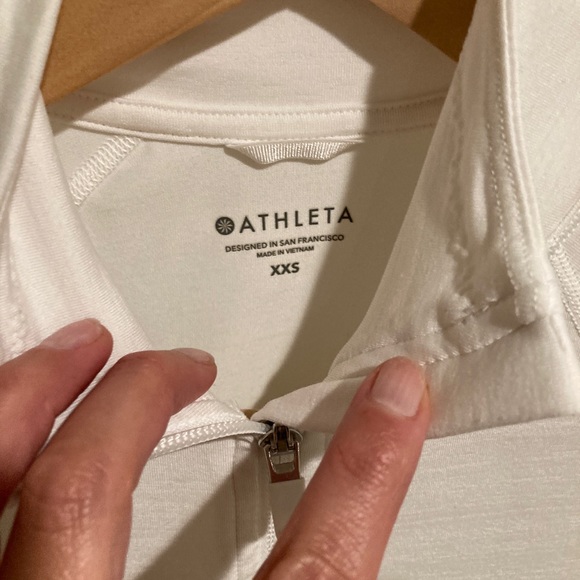 ATHLETA
DESIGNED IN SAN FRANCISCO
MADE IN VIETNAM
XXS